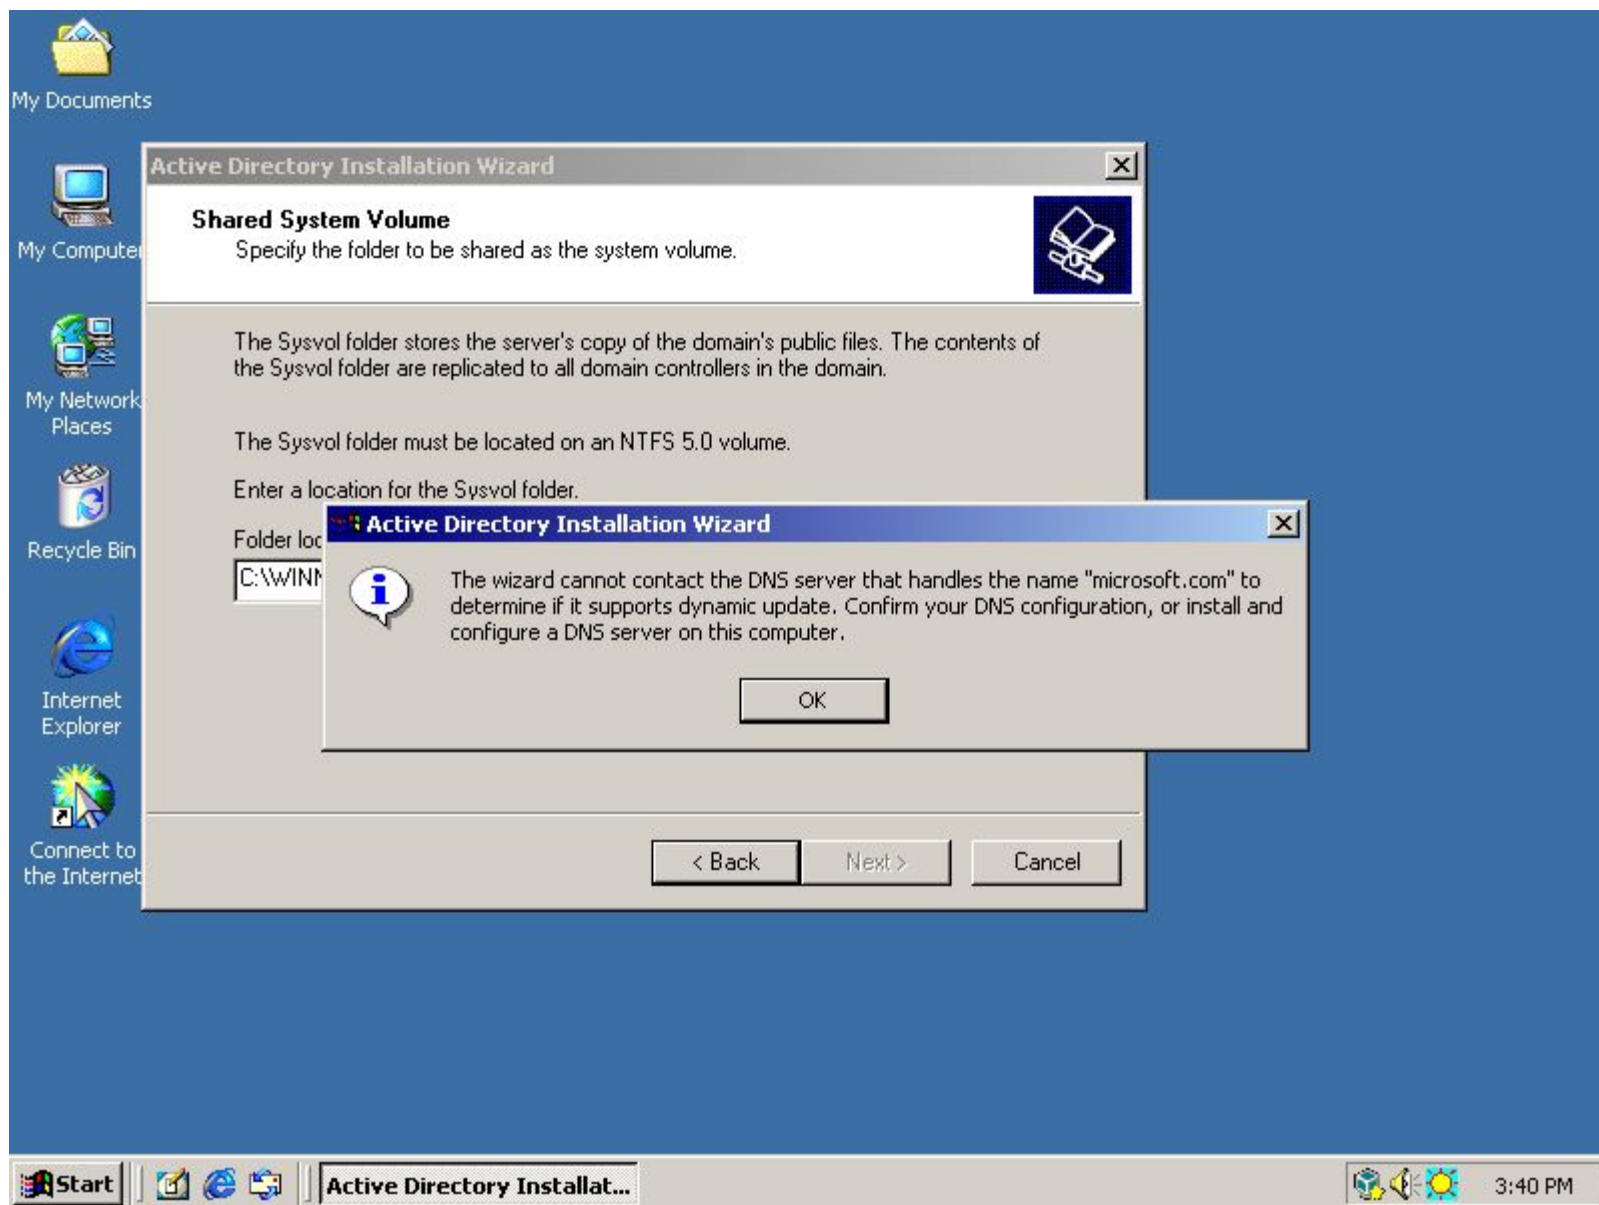 My Documents
My Computer
My Network
Places
Recycle Bin
Internet
Explorer
Connect to
the Internet
Active Directory Installation Wizard
Shared System Volume
Specify the folder to be shared as the system volume.
The Sysvol folder stores the server's copy of the domain's public files. The contents of
the Sysvol folder are replicated to all domain controllers in the domain.
The Sysvol folder must be located on an NTFS 5.0 volume.
Enter a location for the Sysvol folder.
Folder loc
C:\WINN
Active Directory Installation Wizard
The wizard cannot contact the DNS server that handles the name "microsoft.com" to
determine if it supports dynamic update. Confirm your DNS configuration, or install and
configure a DNS server on this computer.
OK
< Back
Next >
Cancel
Start
Active Directory Installat...
3:40 PM